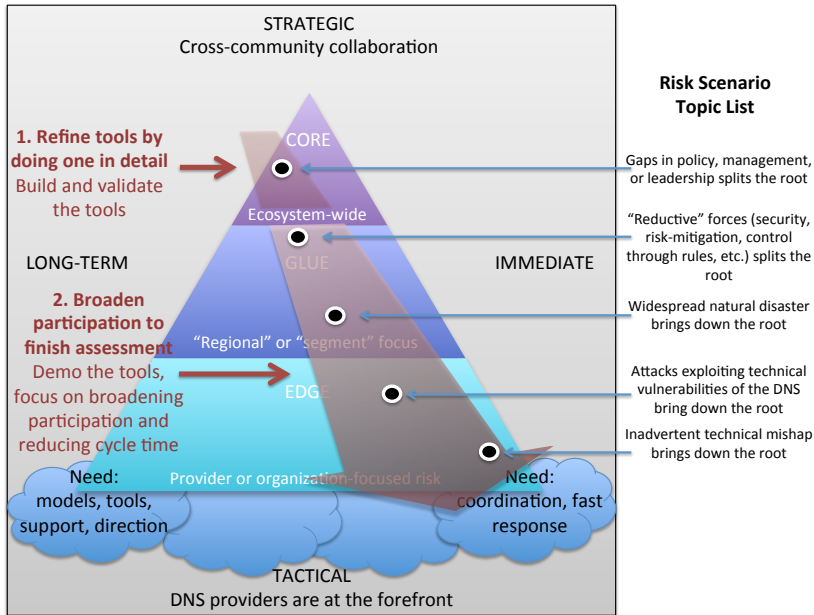 STRATEGIC
Cross-community collaboration
Risk Scenario
Topic List
1. Refine tools by
doing one in detail
Build and validate
the tools
CORE
Ecosystem-wide
Gaps in policy, management,
or leadership splits the root
“Reductive” forces (security,
risk-mitigation, control
through rules, etc.) splits the
root
LONG-TERM
GLUE
IMMEDIATE
2. Broaden
participation to
finish assessment
Demo the tools,
focus on broadening
participation and
reducing cycle time
“Regional” or “segment” focus
Widespread natural disaster
brings down the root
EDGE
Attacks exploiting technical
vulnerabilities of the DNS
bring down the root
Inadvertent technical mishap
brings down the root
Provider or organization-focused risk
Need:
models, tools,
support, direction
Need:
coordination, fast
response
TACTICAL
DNS providers are at the forefront